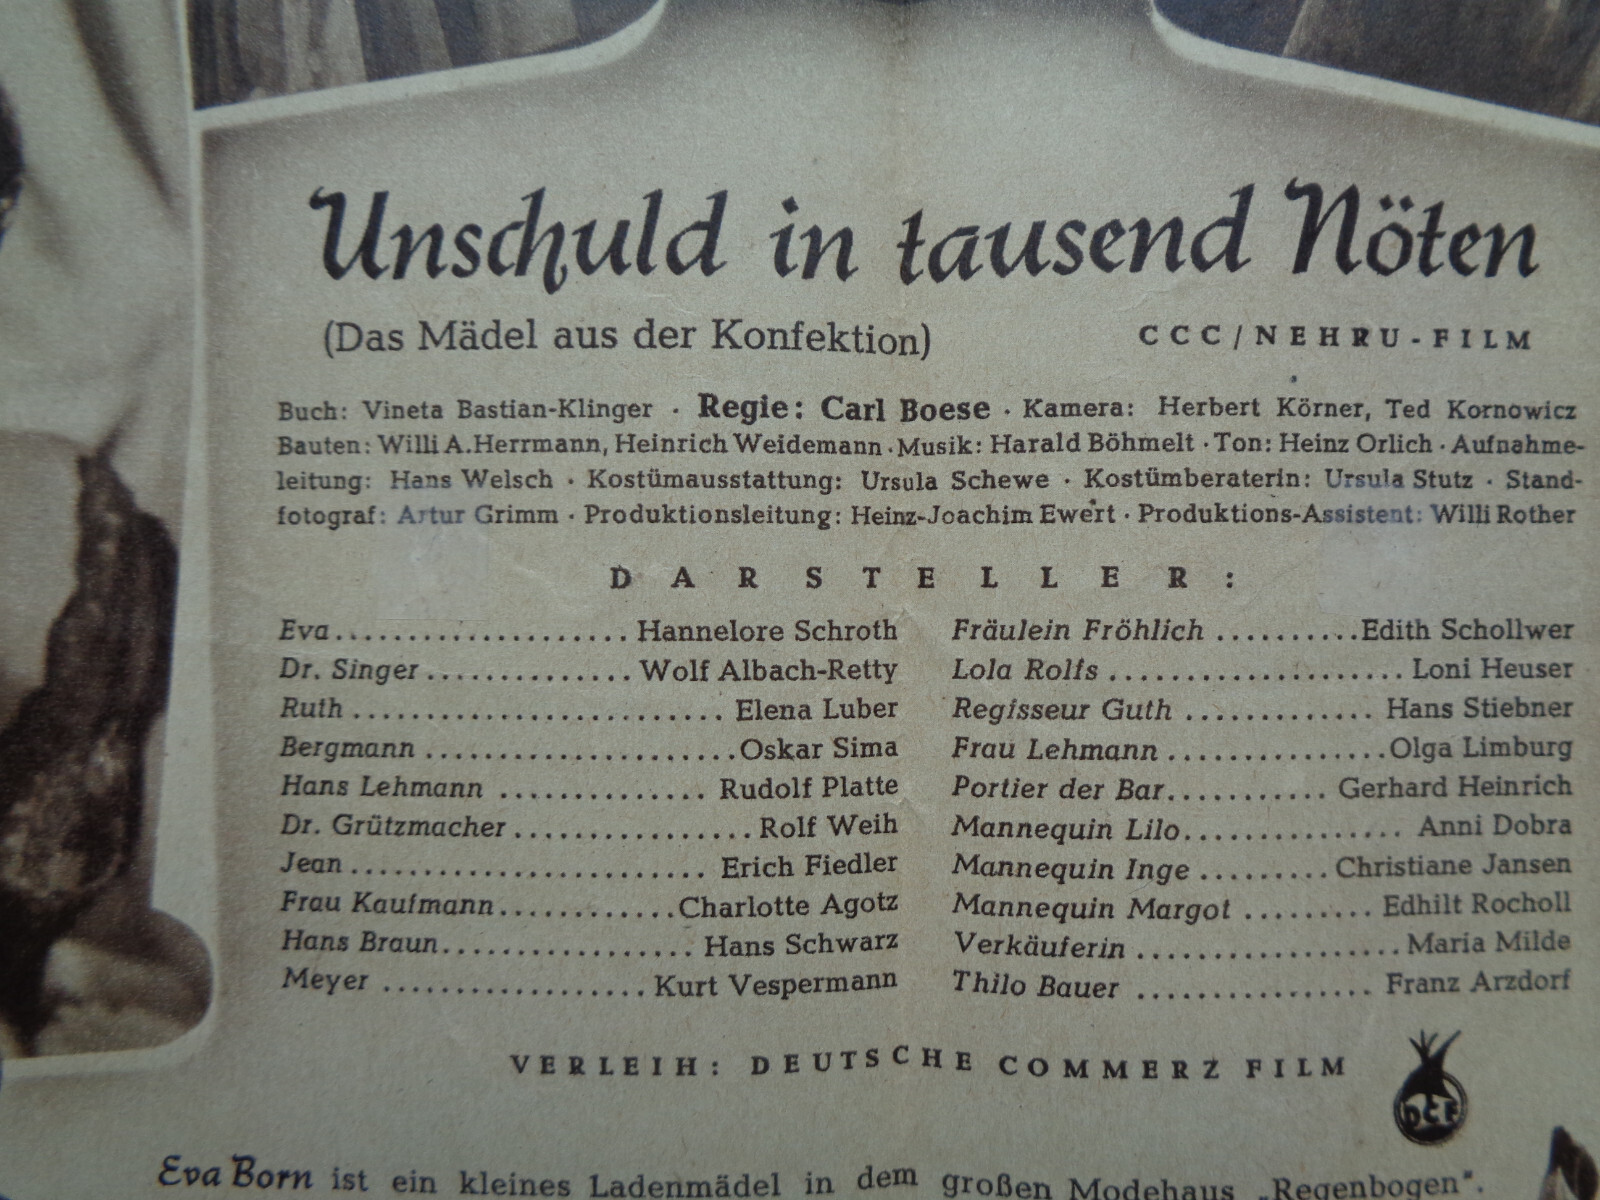 Unschuld in tausend Nöten
(Das Mädel aus der Konfektion) CCC/NEHRU-FILM
Buch: Vineta Bastian-Klinger · Regie: Carl Boese · Kamera: Herbert Körner, Ted Kornowicz
Bauten: Willi A. Herrmann, Heinrich Weidemann · Musik: Harald Böhmelt · Ton: Heinz Orlich · Aufnahme-
leitung: Hans Welsch · Kostümausstattung: Ursula Schewe · Kostümberaterin: Ursula Stutz · Stand-
fotograf: Artur Grimm · Produktionsleitung: Heinz-Joachim Ewert · Produktions-Assistent: Willi Rother
DARSTELLER:
Eva.................... Hannelore Schroth
Dr. Singer .............. Wolf Albach-Retty
Ruth .......................... Elena Luber
Bergmann ......................Oskar Sima
Hans Lehmann ............... Rudolf Platte
Dr. Grützmacher ................. Rolf Weih
Jean ......................... Erich Fiedler
Frau Kaufmann............Charlotte Agotz
Hans Braun.................. Hans Schwarz
Meyer .................. Kurt Vespermann
Fräulein Fröhlich ..........Edith Schollwer
Lola Rolfs ..................... Loni Heuser
Regisseur Guth ............. Hans Stiebner
Frau Lehmann ...............Olga Limburg
Portier der Bar........... Gerhard Heinrich
Mannequin Lilo............... Anni Dobra
Mannequin Inge .........Christiane Jansen
Mannequin Margot ......... Edhilt Rocholl
Verkäuferin ...................Maria Milde
Thilo Bauer ................ Franz Arzdorf
VERLEIH: DEUTSCHE COMMERZ FILM
DCF
Eva Born ist ein kleines Ladenmädel in dem großen Modehaus „Regenbogen".